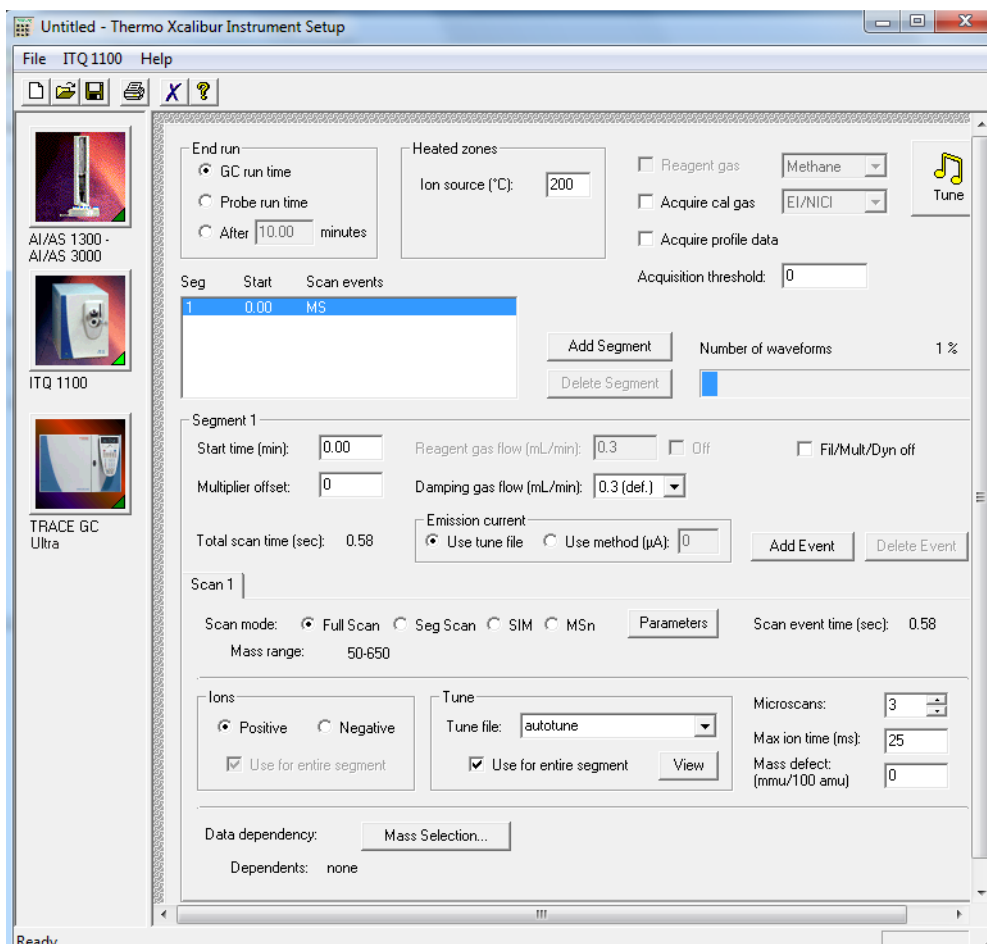 Untitled - Thermo Xcalibur Instrument Setup
File ITQ 1100 Help
AI/AS 1300 -
AI/AS 3000
ITQ 1100
TRACE GC
Ultra
End run
GC run time
Probe run time
After 10.00 minutes
Heated zones
Ion source (°C): 200
Reagent gas Methane
Acquire cal gas EI/NICI
Acquire profile data
Acquisition threshold: 0
Tune
Seg Start Scan events
1 0.00 MS
Add Segment
Delete Segment
Number of waveforms 1 %
Segment 1
Start time (min): 0.00 Reagent gas flow (mL/min): 0.3 Off Fil/Mult/Dyn off
Multiplier offset: 0 Damping gas flow (mL/min): 0.3 (def.)
Emission current
Total scan time (sec): 0.58 Use tune file Use method (µA): 0 Add Event Delete Event
Scan 1
Scan mode: Full Scan Seg Scan SIM MSn Parameters Scan event time (sec): 0.58
Mass range: 50-650
Ions
Positive Negative
Use for entire segment
Tune
Tune file: autotune
Use for entire segment View
Microscans: 3
Max ion time (ms): 25
Mass defect: 0
(mmu/100 amu)
Data dependency: Mass Selection...
Dependents: none
Ready